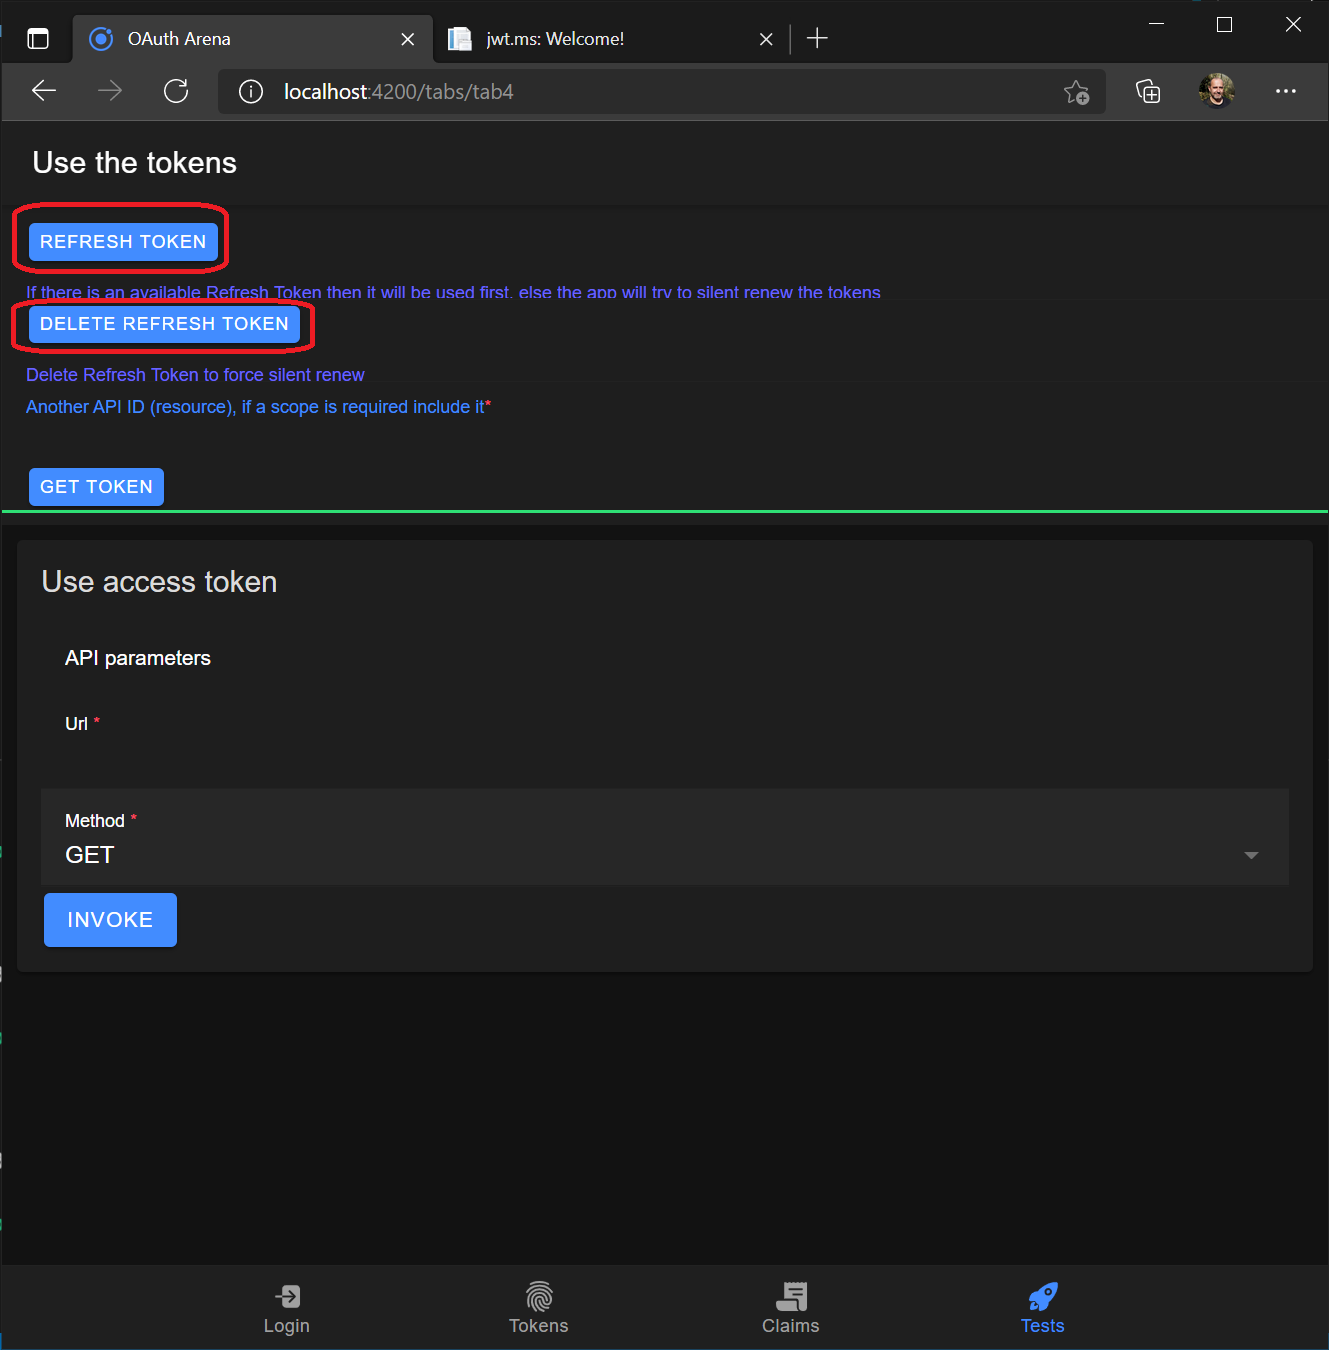 OAuth Arena
jwt.ms: Welcome!
localhost:4200/tabs/tab4
Use the tokens
REFRESH TOKEN
If there is an available Refresh Token then it will be used first, else the app will try to silent renew the tokens
DELETE REFRESH TOKEN
Delete Refresh Token to force silent renew
Another API ID (resource), if a scope is required include it*
GET TOKEN
Use access token
API parameters
Url *
Method *
GET
INVOKE
Login
Tokens
Claims
Tests